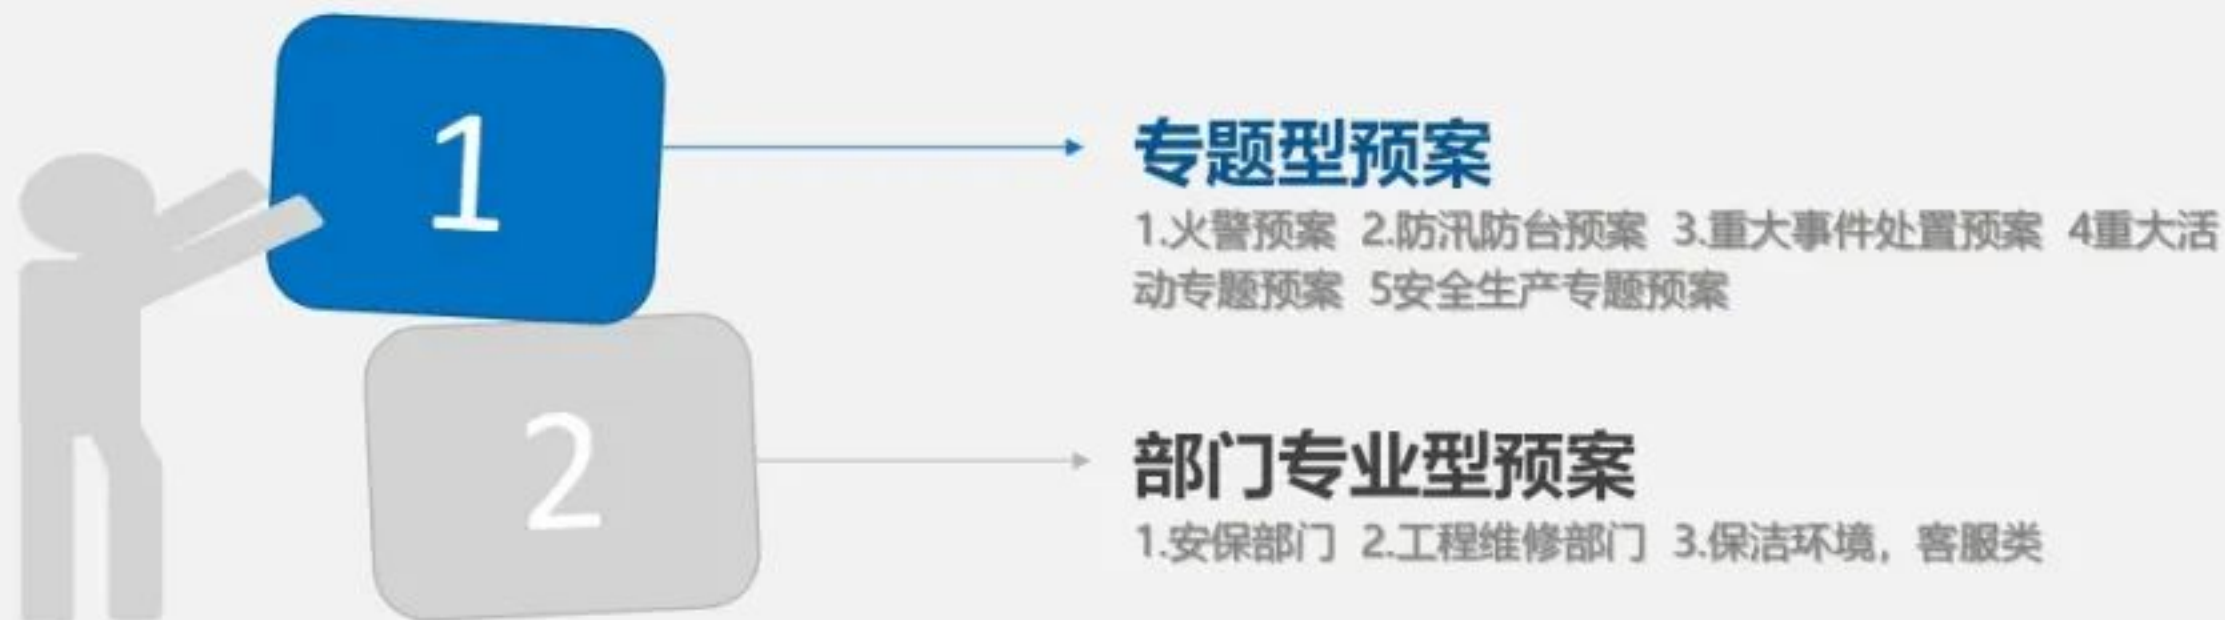 1
专题型预案
1.火警预案 2.防汛防台预案 3.重大事件处置预案 4重大活
动专题预案 5安全生产专题预案
2
部门专业型预案
1.安保部门 2.工程维修部门 3.保洁环境，客服类